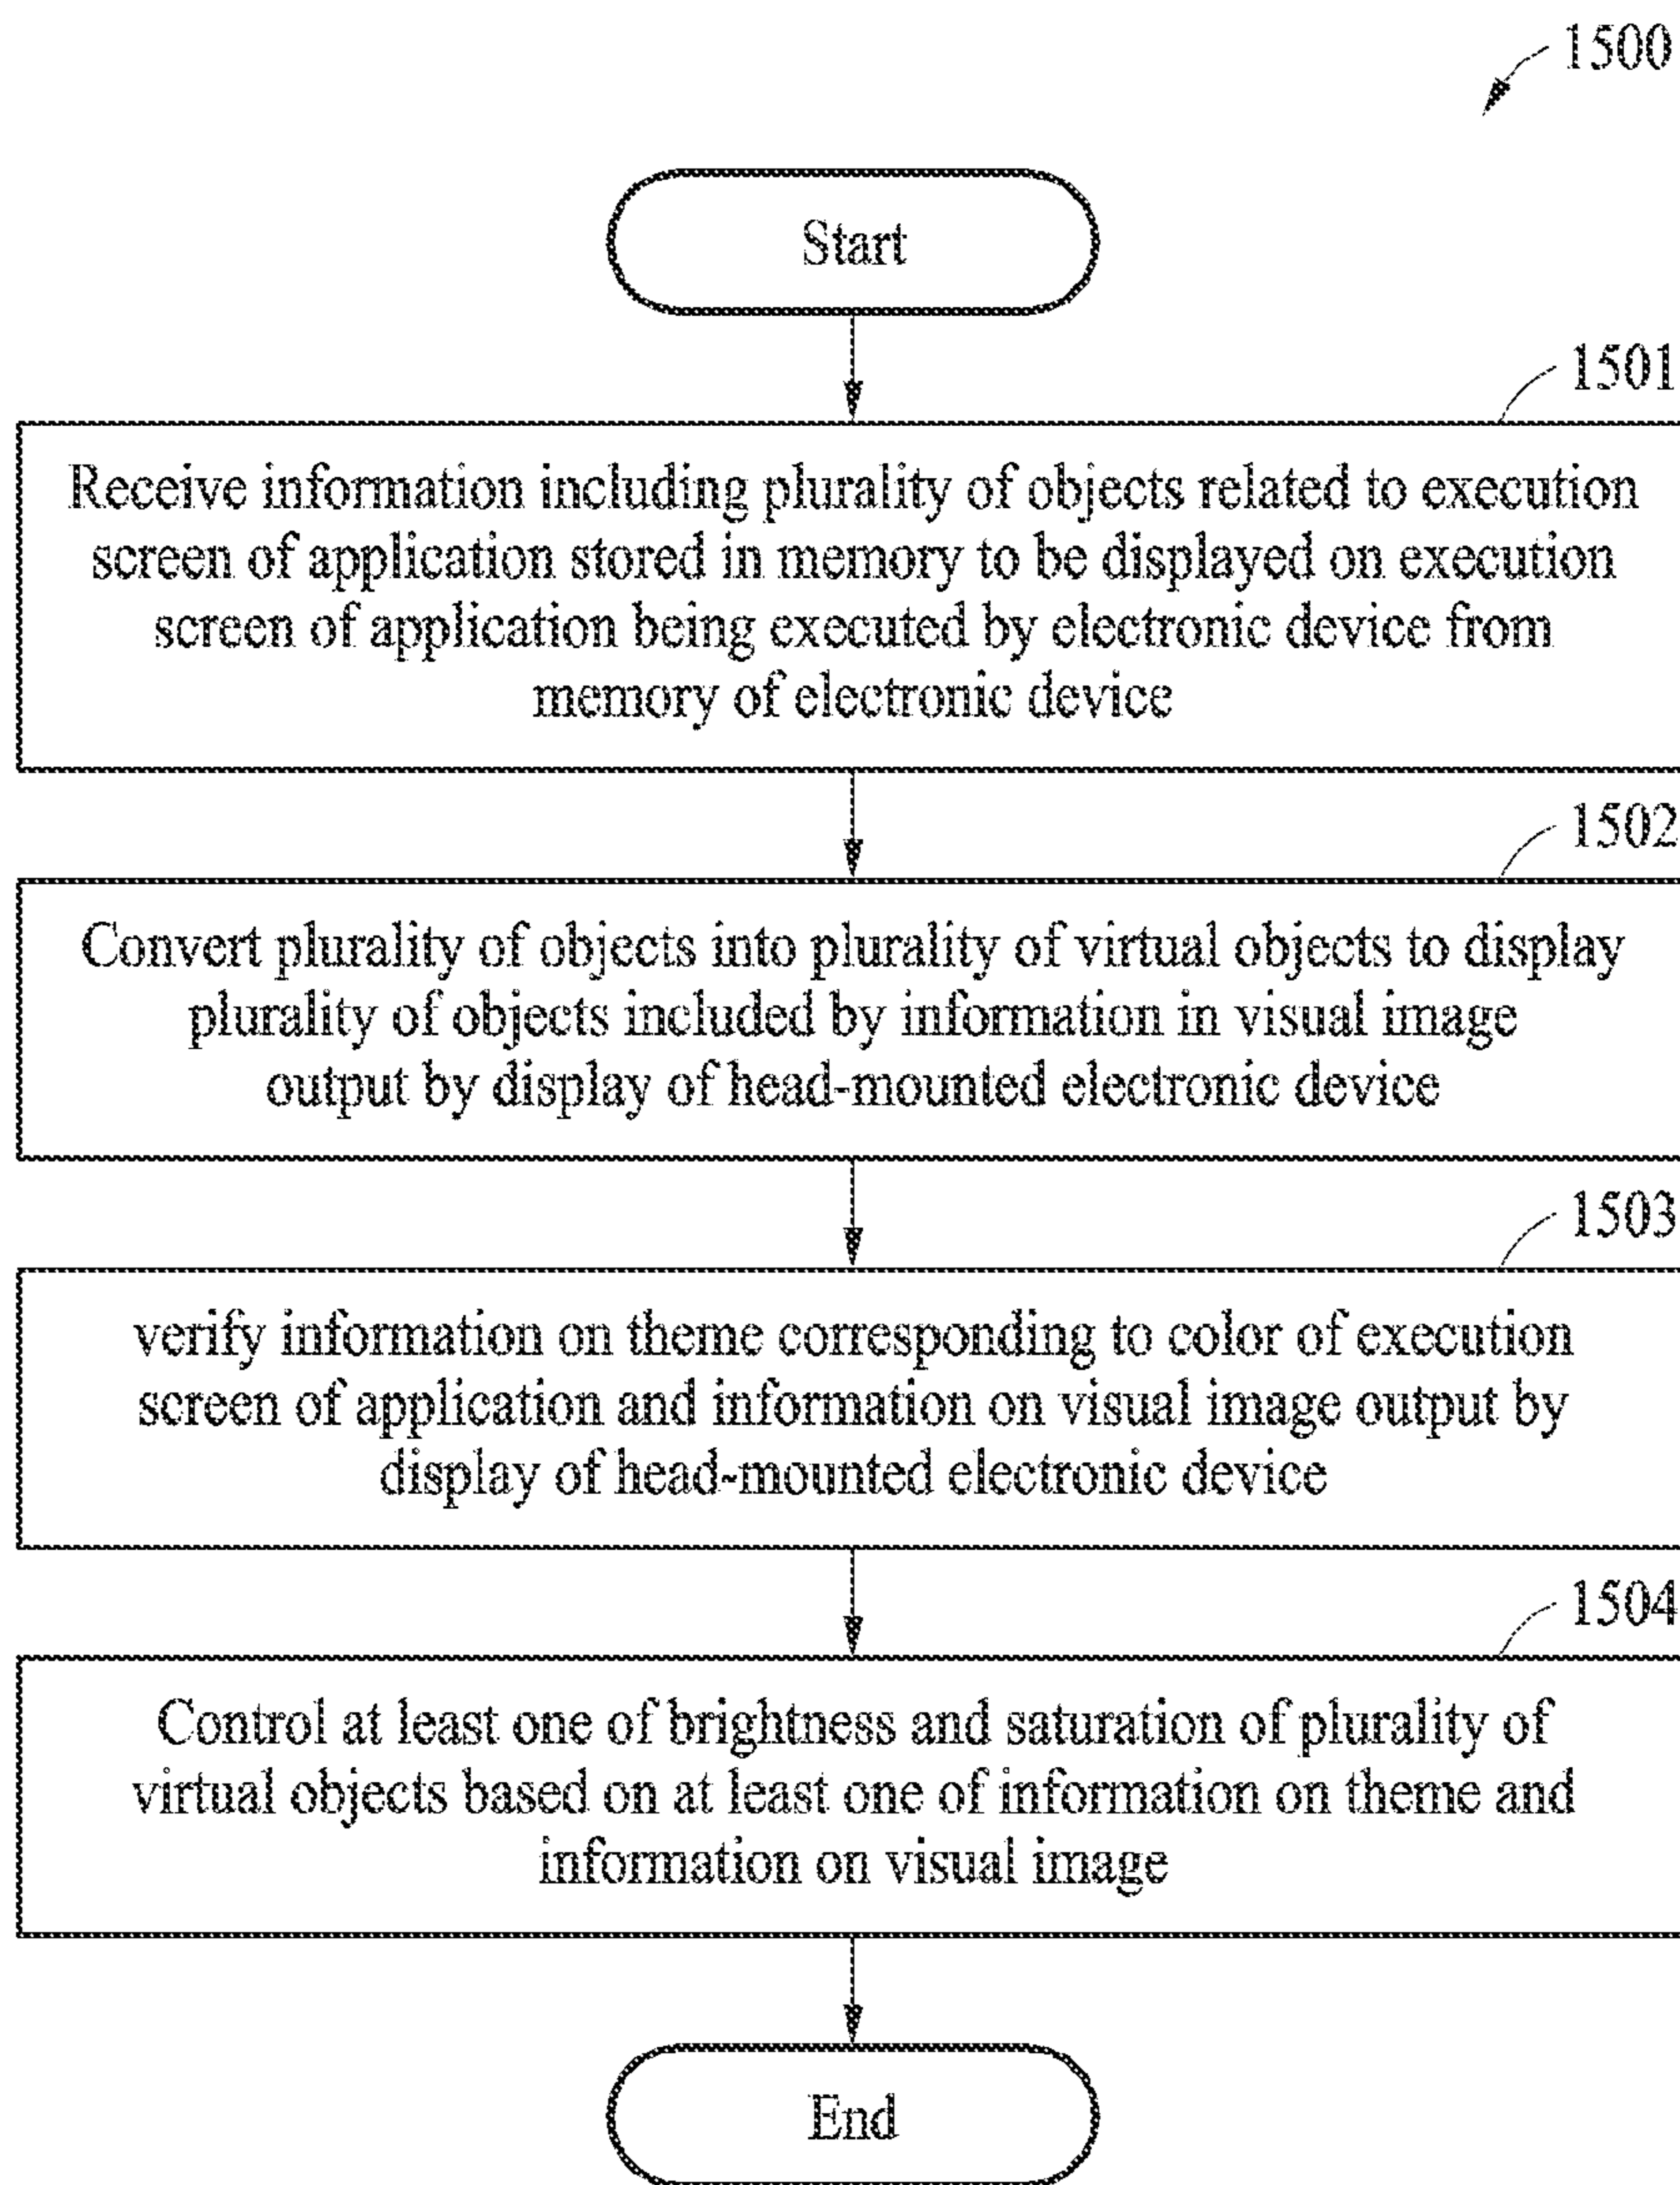 1500
Start
1501
Receive information including plurality of objects related to execution
screen of application stored in memory to be displayed on execution
screen of application being executed by electronic device from
memory of electronic device
1502
Convert plurality of objects into plurality of virtual objects to display
plurality of objects included by information in visual image
output by display of head-mounted electronic device
1503
verify information on theme corresponding to color of execution
screen of application and information on visual image output by
display of head-mounted electronic device
1504
Control at least one of brightness and saturation of plurality of
virtual objects based on at least one of information on theme and
information on visual image
End